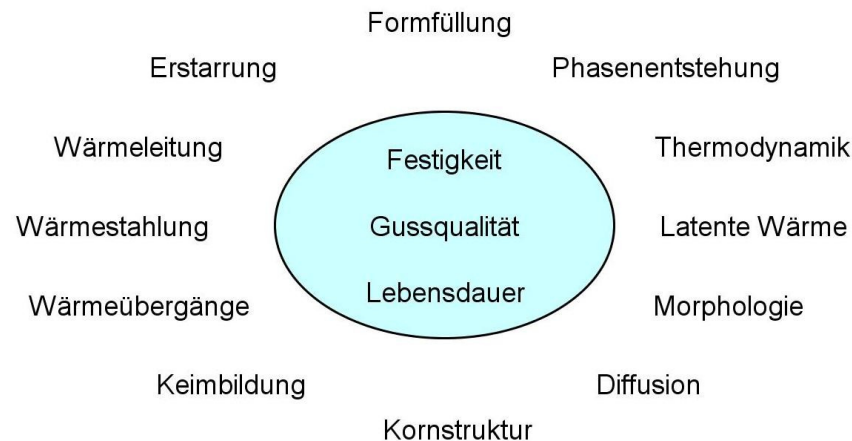 Formfüllung
Erstarrung
Phasenentstehung
Wärmeleitung
Festigkeit
Thermodynamik
Wärmestahlung
Gussqualität
Latente Wärme
Wärmeübergänge
Lebensdauer
Morphologie
Keimbildung
Diffusion
Kornstruktur